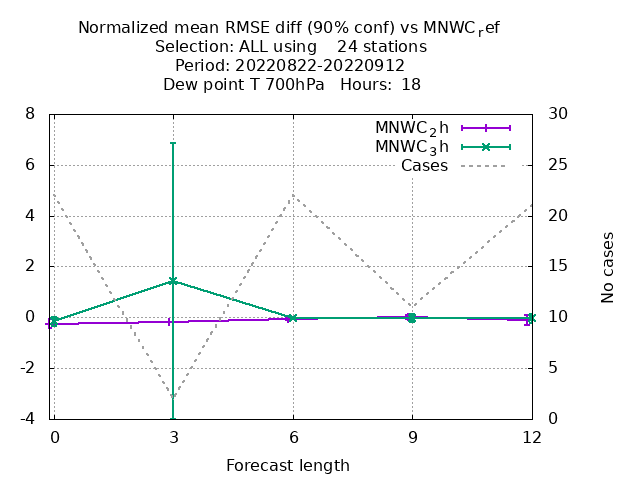 Normalized mean RMSE diff (90% conf) vs MNWC_ref
Selection: ALL using 24 stations
Period: 20220822-20220912
Dew point T 700hPa Hours: 18
8 30
MNWC_2h
MNWC_3h
6 25
Cases
4 20
2 15
No cases
0 10
-2 5
-4 0
0 3 6 9 12
Forecast length